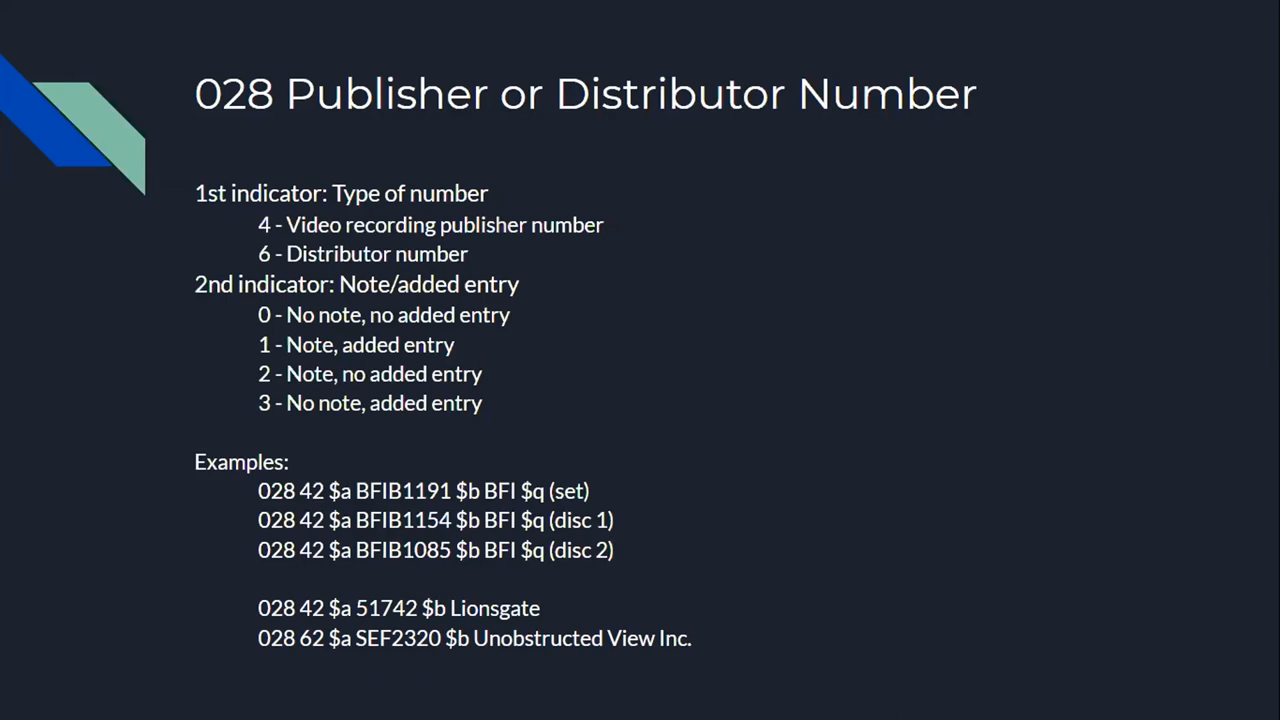 028 Publisher or Distributor Number
1st indicator: Type of number
4 - Video recording publisher number
6 - Distributor number
2nd indicator: Note/added entry
0 - No note, no added entry
1 - Note, added entry
2 - Note, no added entry
3 - No note, added entry
Examples:
028 42 $a BFIB1191 $b BFI $q (set)
028 42 $a BFIB1154 $b BFI $q (disc 1)
028 42 $a BFIB1085 $b BFI $q (disc 2)
028 42 $a 51742 $b Lionsgate
028 62 $a SEF2320 $b Unobstructed View Inc.